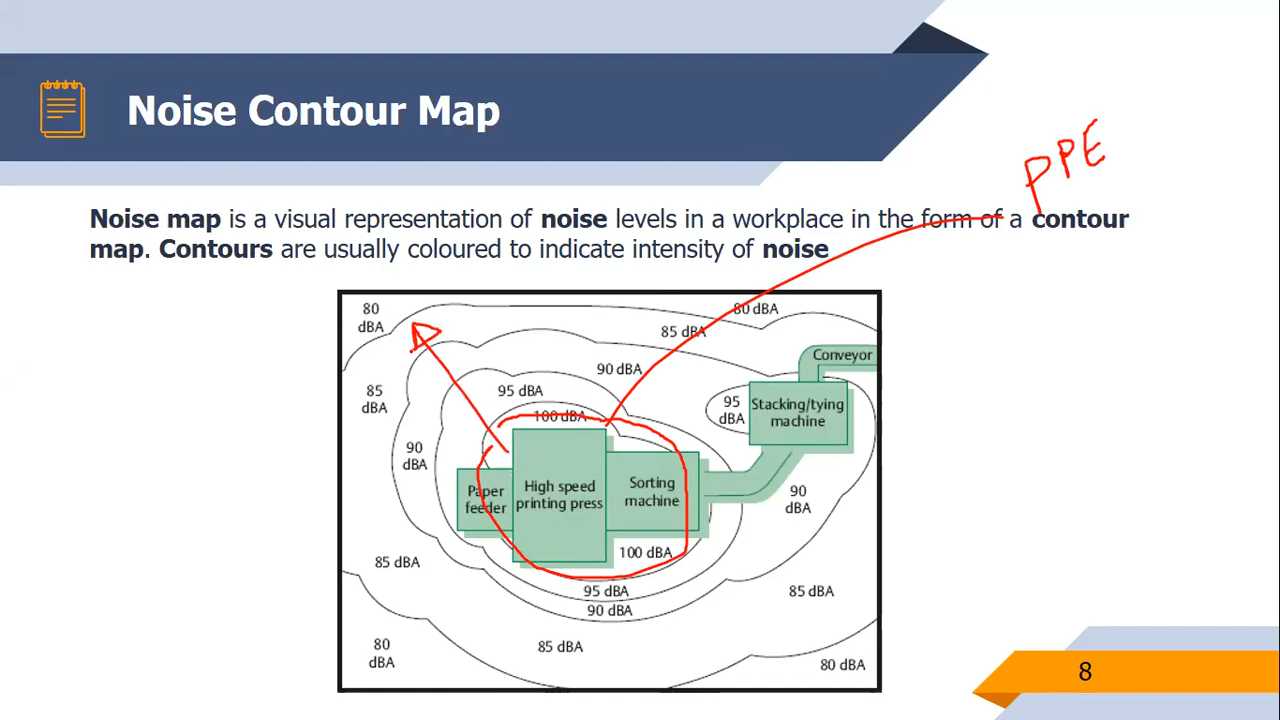 Noise Contour Map
PPE
Noise map is a visual representation of noise levels in a workplace in the form of a contour
map. Contours are usually coloured to indicate intensity of noise
80
dBA
80 dBA
85 dBA
Conveyor
90 dBA
85
dBA
95 dBA
95
dBA
Stacking/tying
machine
100 dBA
90
dBA
Paper
feeder
High speed
printing press
Sorting
machine
90
dBA
100 dBA
85 dBA
95 dBA
85 dBA
90 dBA
80
dBA
85 dBA
80 dBA
8